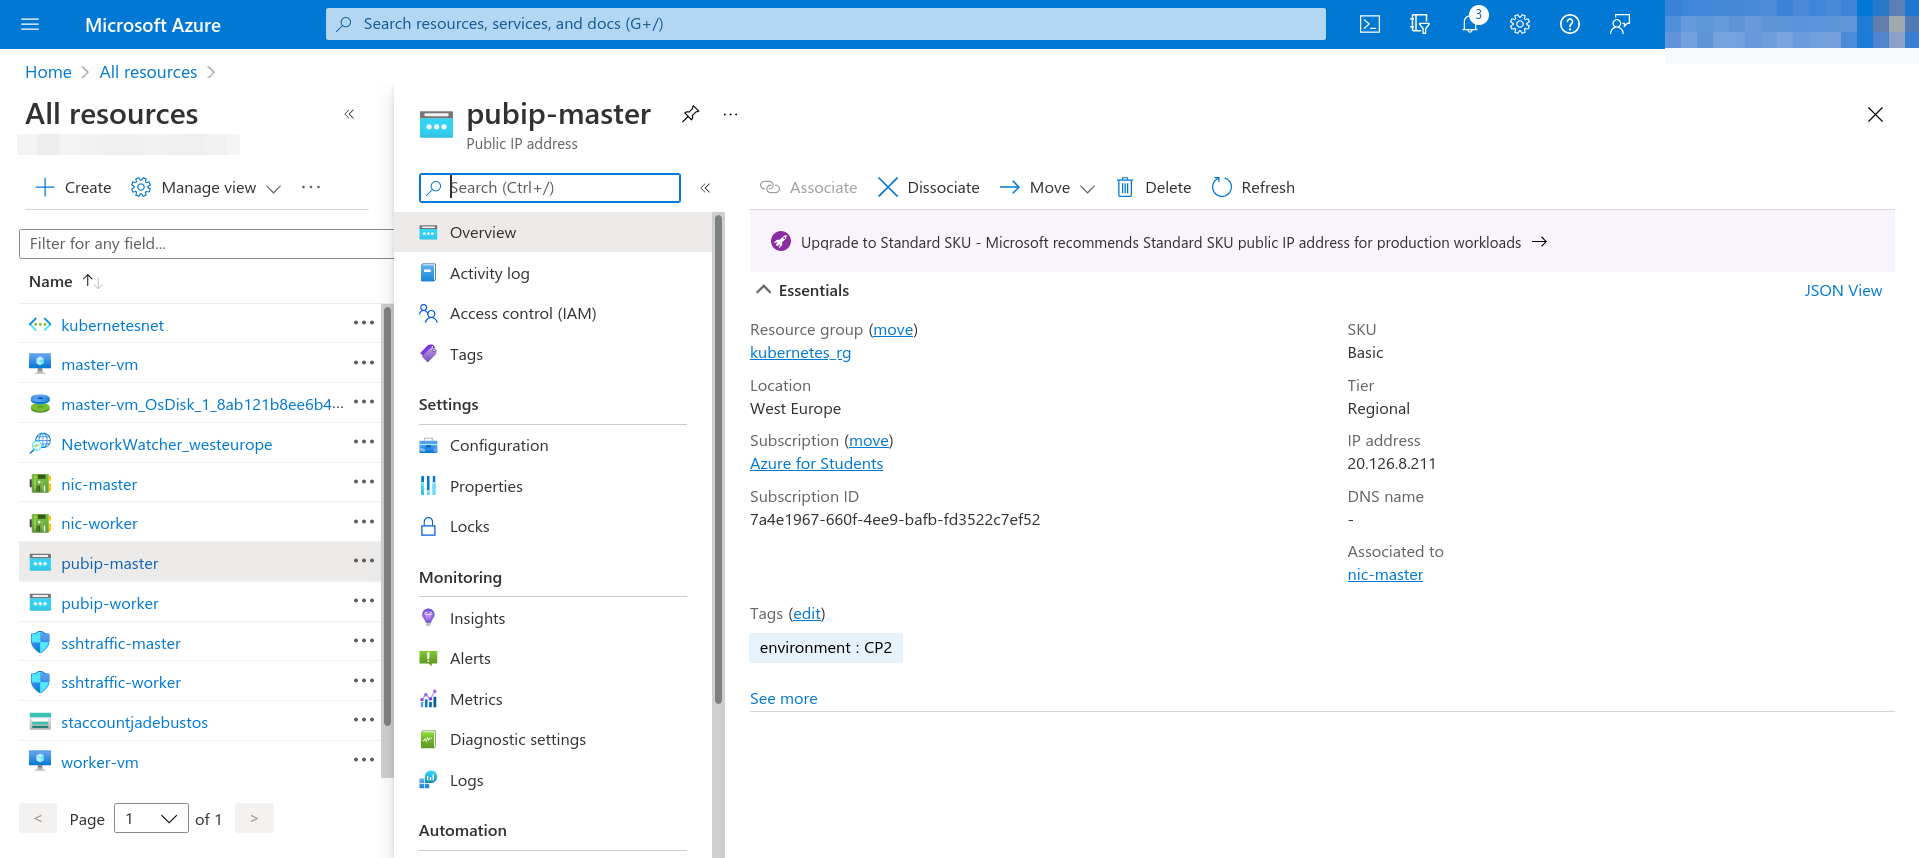 Microsoft Azure
Search resources, services, and docs (G+/)
3
Home
All resources
All resources
«
Create
Manage view
Filter for any field...
Name
kubernetesnet
master-vm
master-vm_OsDisk_1_8ab121b8ee6b4...
NetworkWatcher_westeurope
nic-master
nic-worker
pubip-master
pubip-worker
sshtraffic-master
sshtraffic-worker
staccountjadebustos
worker-vm
< Page 1 of 1 >
pubip-master
Public IP address
Search (Ctrl+/)
«
Overview
Activity log
Access control (IAM)
Tags
Settings
Configuration
Properties
Locks
Monitoring
Insights
Alerts
Metrics
Diagnostic settings
Logs
Automation
Associate
Dissociate
Move
Delete
Refresh
Upgrade to Standard SKU - Microsoft recommends Standard SKU public IP address for production workloads →
Essentials
JSON View
Resource group (move)
kubernetes_rg
Location
West Europe
Subscription (move)
Azure for Students
Subscription ID
7a4e1967-660f-4ee9-bafb-fd3522c7ef52
SKU
Basic
Tier
Regional
IP address
20.126.8.211
DNS name
-
Associated to
nic-master
Tags (edit)
environment : CP2
See more